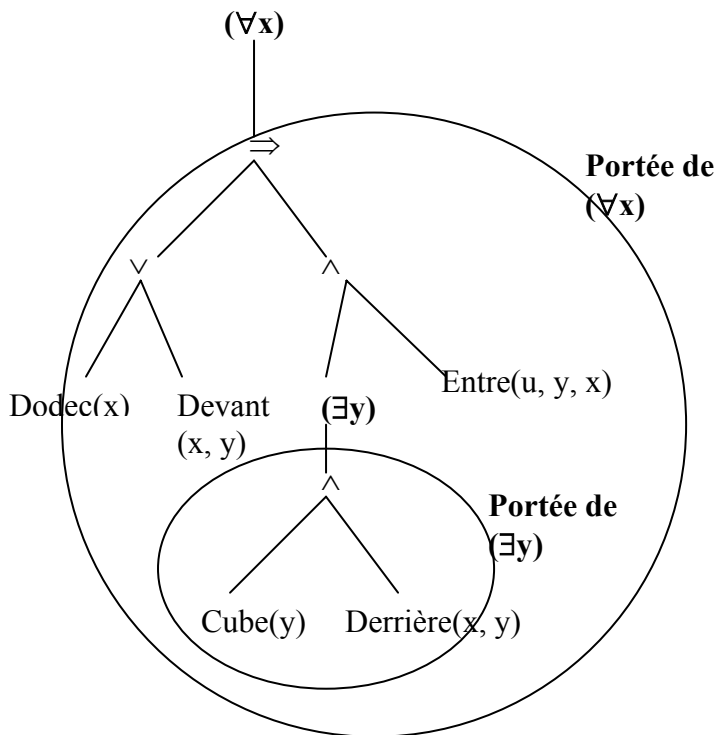 (∀x)
⇒
Portée de
(∀x)
∨ ∧
Dodec(x) Devant
(x, y)
(∃y)
Entre(u, y, x)
∧
Portée de
(∃y)
Cube(y) Derrière(x, y)